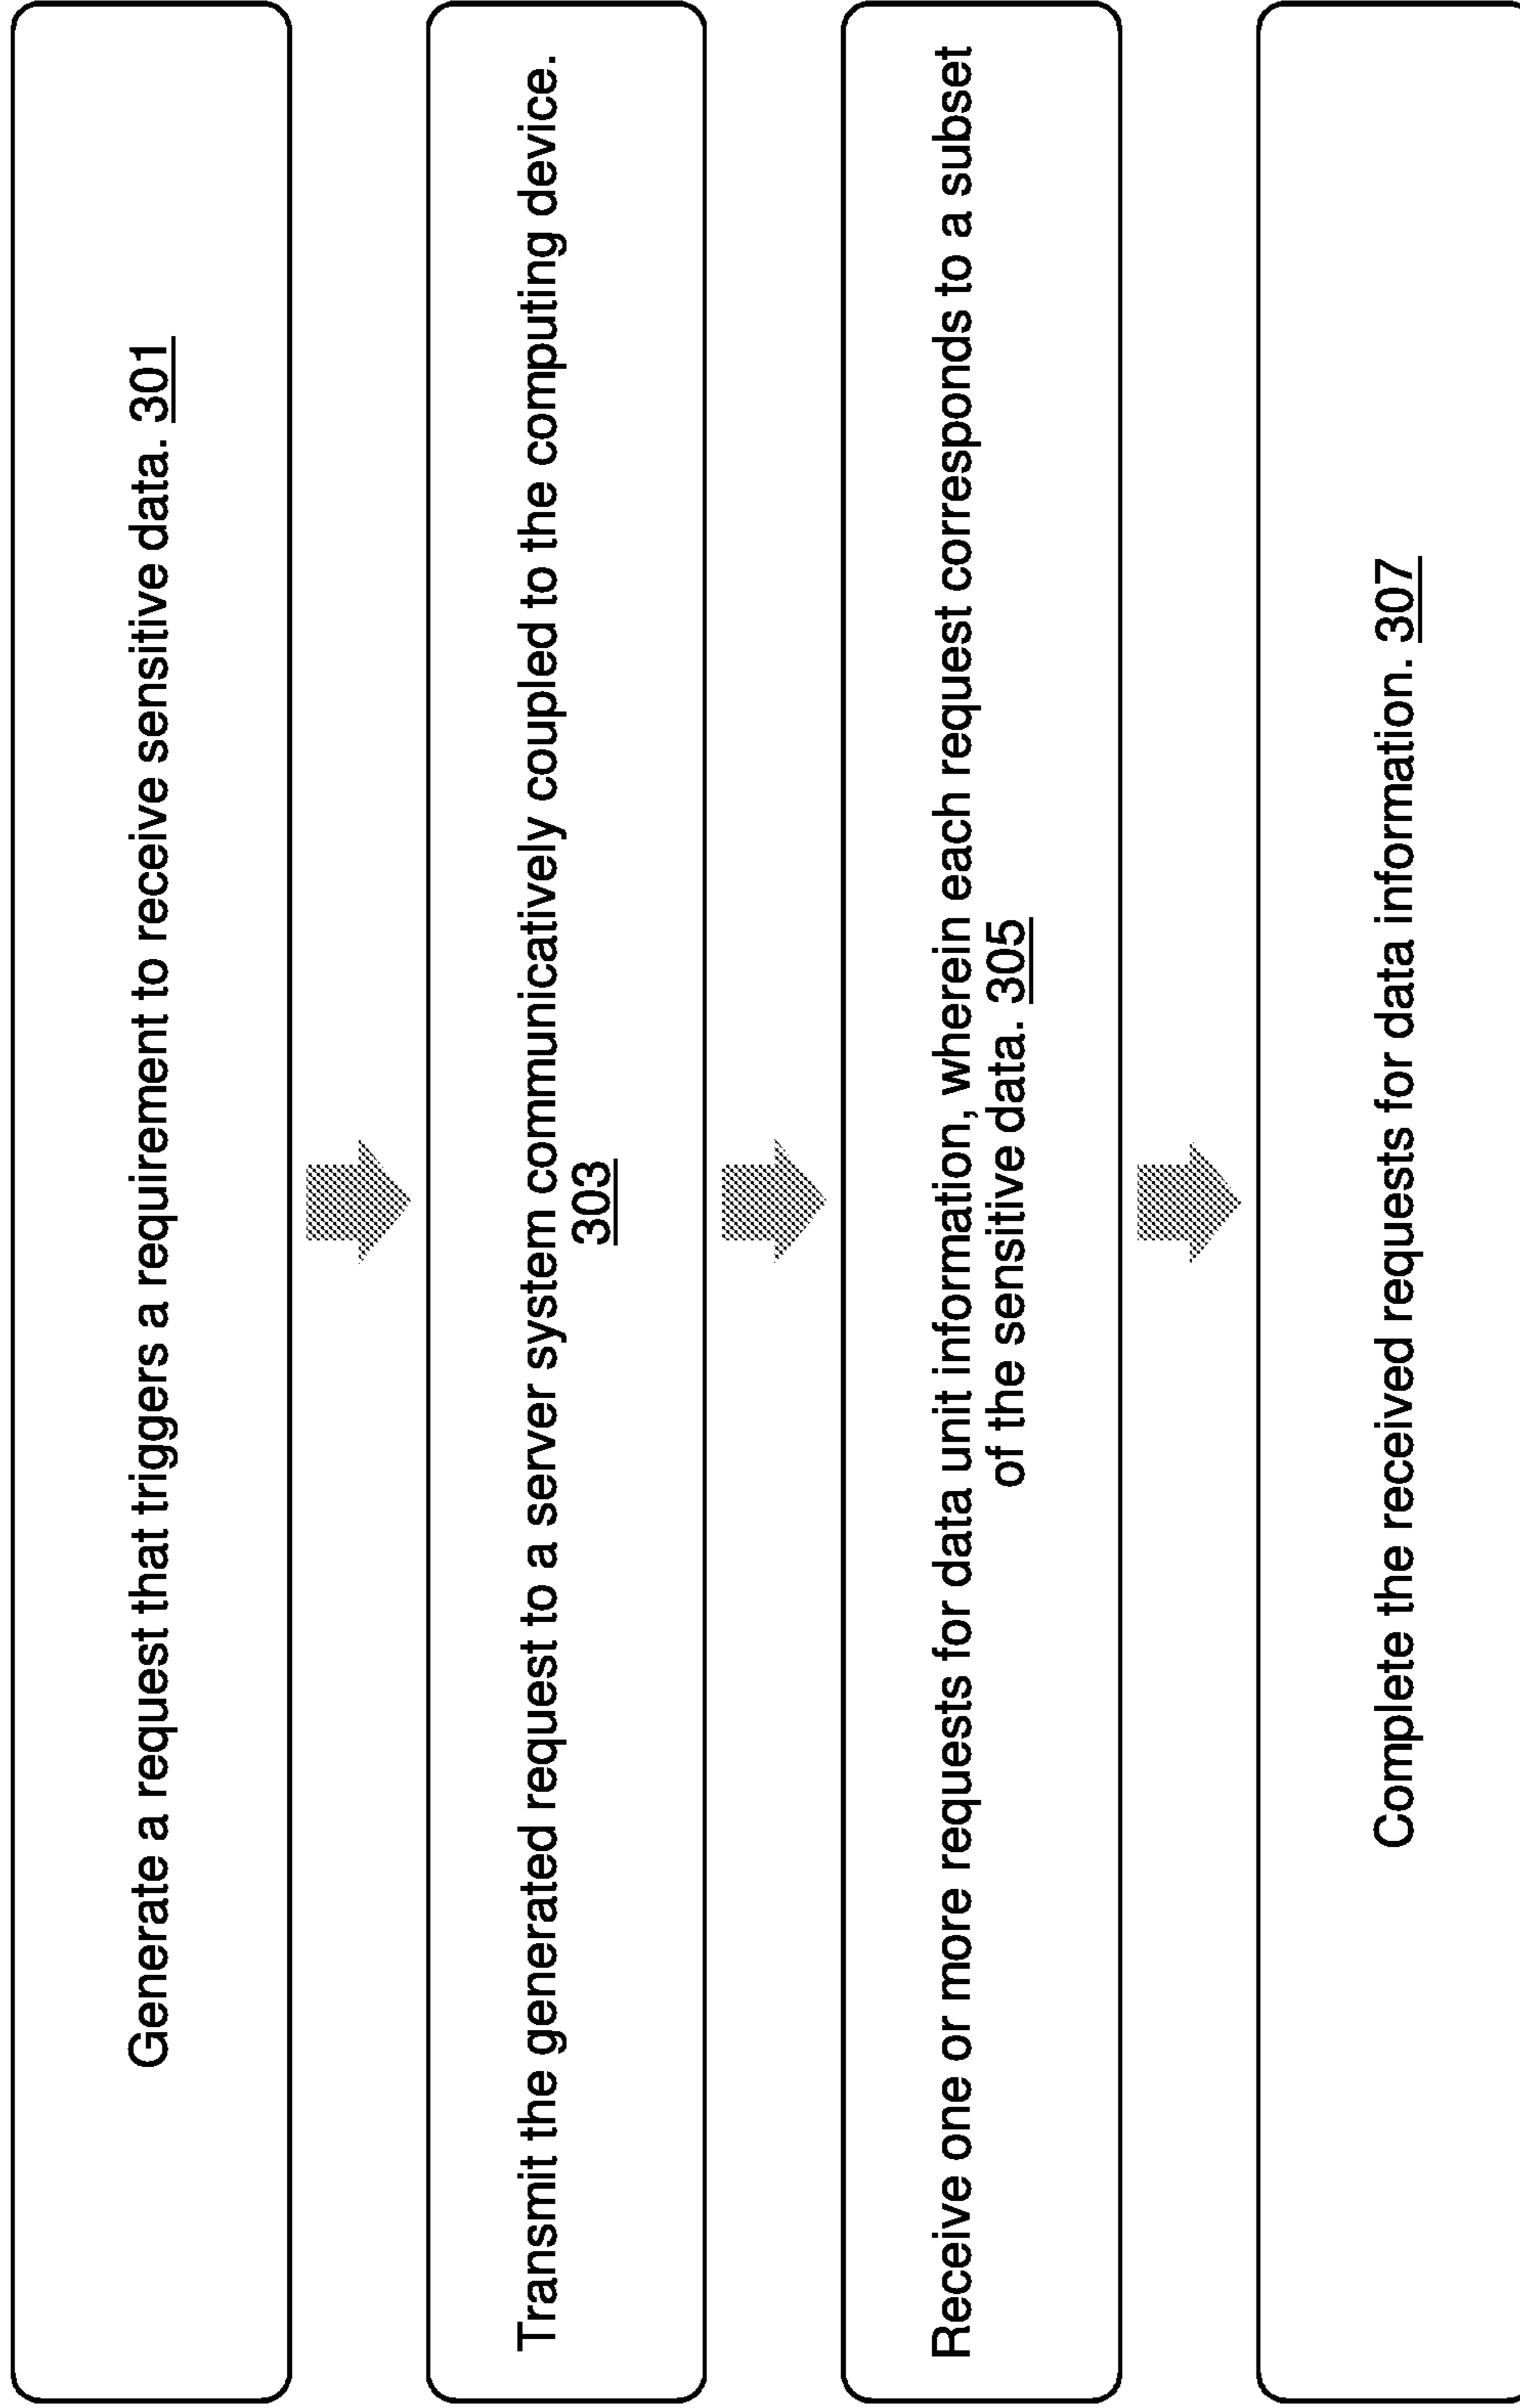 Generate a request that triggers a requirement to receive sensitive data. 301
Transmit the generated request to a server system communicatively coupled to the computing device.
303
Receive one or more requests for data unit information, wherein each request corresponds to a subset
of the sensitive data. 305
Complete the received requests for data information. 307